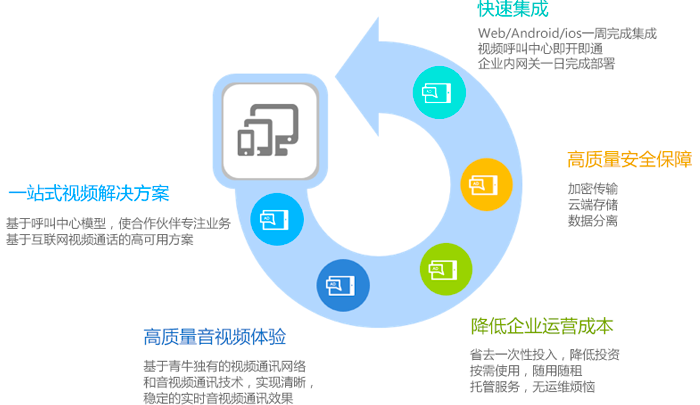 快速集成
Web/Android/ios一周完成集成
视频呼叫中心即开即通
企业内网关一日完成部署
高质量安全保障
加密传输
云端存储
数据分离
一站式视频解决方案
基于呼叫中心模型，使合作伙伴专注业务
基于互联网视频通话的高可用方案
降低企业运营成本
省去一次性投入，降低投资
按需使用，随用随租
托管服务，无运维烦恼
高质量音视频体验
基于青牛独有的视频通讯网络
和音视频通讯技术，实现清晰，
稳定的实时音视频通讯效果